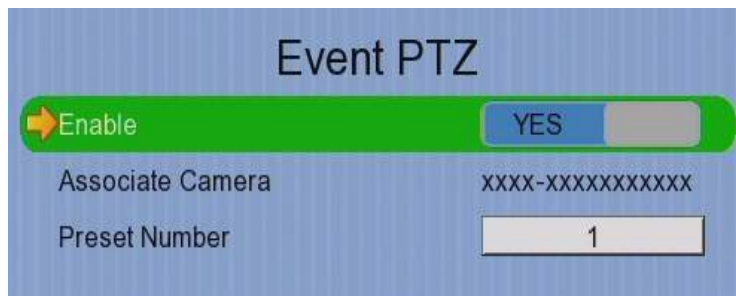 Event PTZ
Enable YES
Associate Camera xxxx-xxxxxxxxxxx
Preset Number 1